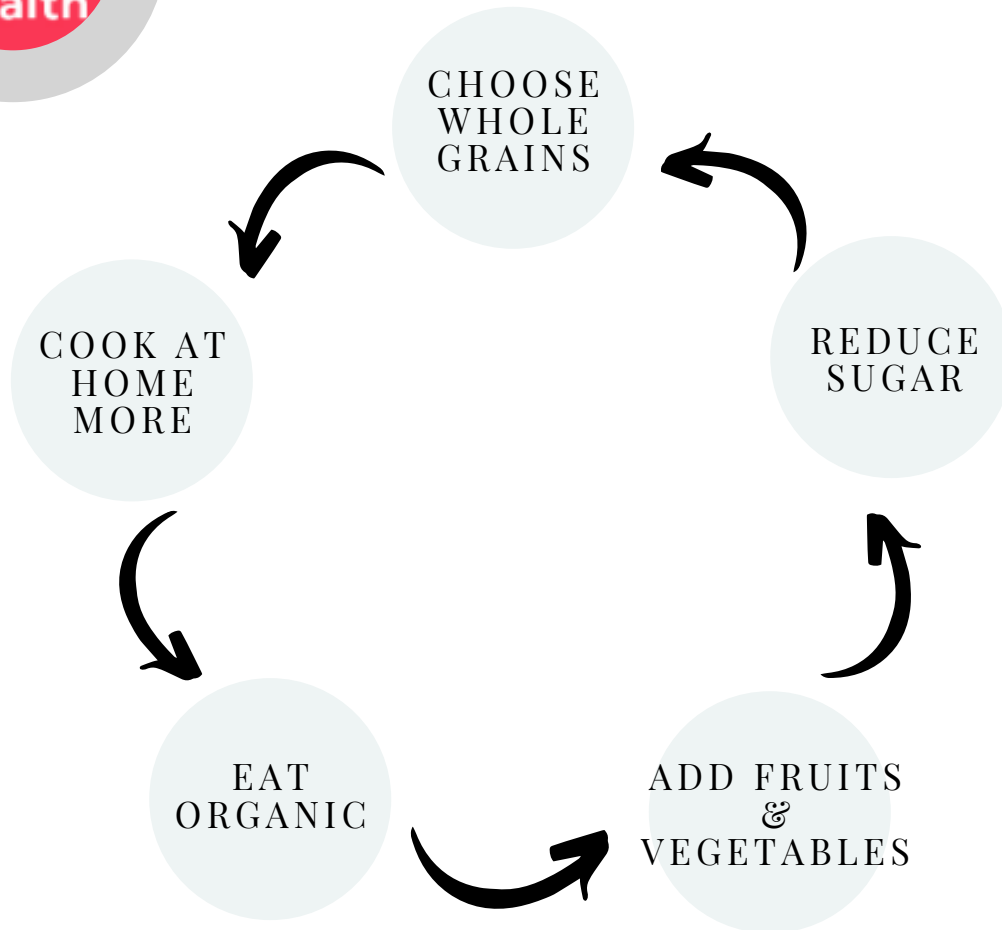 alth
CHOOSE
WHOLE
GRAINS
REDUCE
SUGAR
COOK AT
HOME
MORE
EAT
ORGANIC
ADD FRUITS
&
VEGETABLES